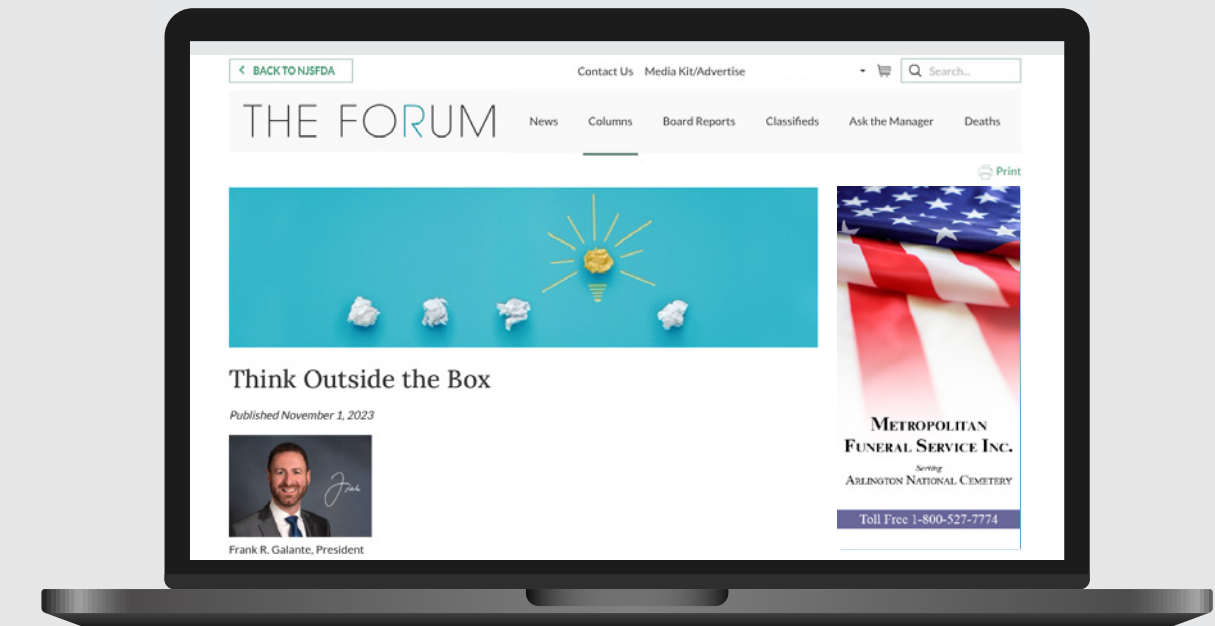 BACK TO NJSFDA
Contact Us Media Kit/Advertise
Search...
THE FORUM
News Columns Board Reports Classifieds Ask the Manager Deaths
Print
Think Outside the Box
Published November 1, 2023
Frank
Frank R. Galante, President
METROPOLITAN
FUNERAL SERVICE INC.
Serving
ARLINGTON NATIONAL CEMETERY
Toll Free 1-800-527-7774